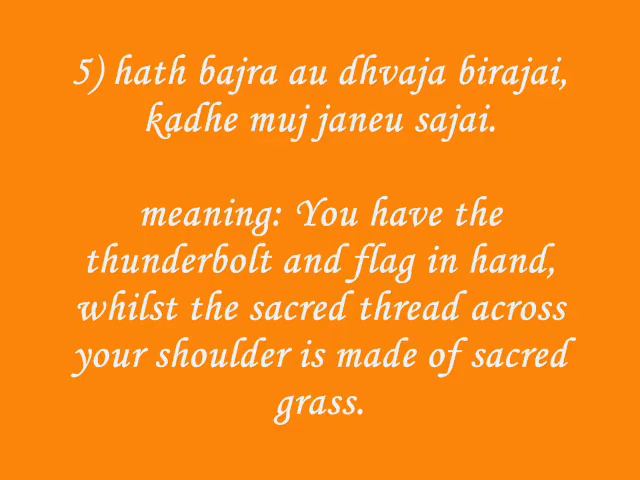 5) hath bajra au dhvaja birajai,
kadhe muj janeu sajai.
meaning: You have the
thunderbolt and flag in hand,
whilst the sacred thread across
your shoulder is made of sacred
grass.